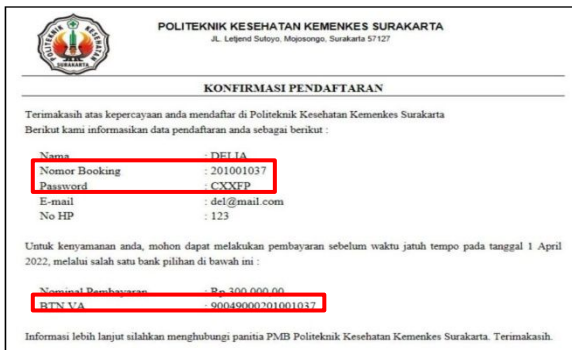 POLITEKNIK KESEHATAN KEMENKES SURAKARTA
JL. Letjend Sutoyo, Mojosongo, Surakarta 57127
POLITEKNIK KESEHATAN
SURAKARTA
KONFIRMASI PENDAFTARAN
Terimakasih atas kepercayaan anda mendaftar di Politeknik Kesehatan Kemenkes Surakarta
Berikut kami informasikan data pendaftaran anda sebagai berikut :
Nama : DELIA
Nomor Booking : 201001037
Password : CXXFP
E-mail : del@mail.com
No HP : 123
Untuk kenyamanan anda, mohon dapat melakukan pembayaran sebelum waktu jatuh tempo pada tanggal 1 April
2022, melalui salah satu bank pilihan di bawah ini :
Nominal Pembayaran : Rp 300.000,00
BTN VA : 90049000201001037
Informasi lebih lanjut silahkan menghubungi panitia PMB Politeknik Kesehatan Kemenkes Surakarta. Terimakasih.